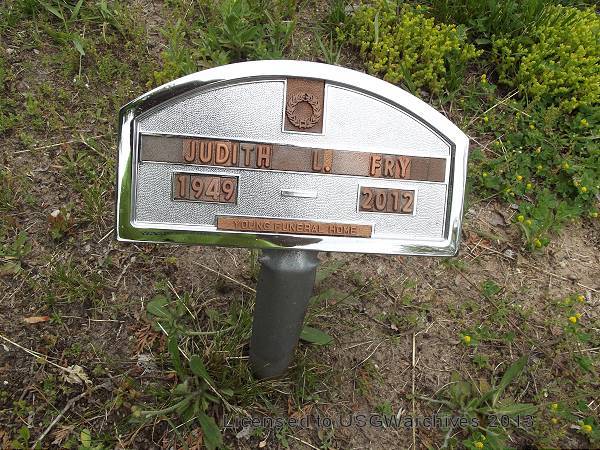 JUDITH L. FRY
1949 - 2012
YOUNG FUNERAL HOME
Licensed to USGWarchives 2013